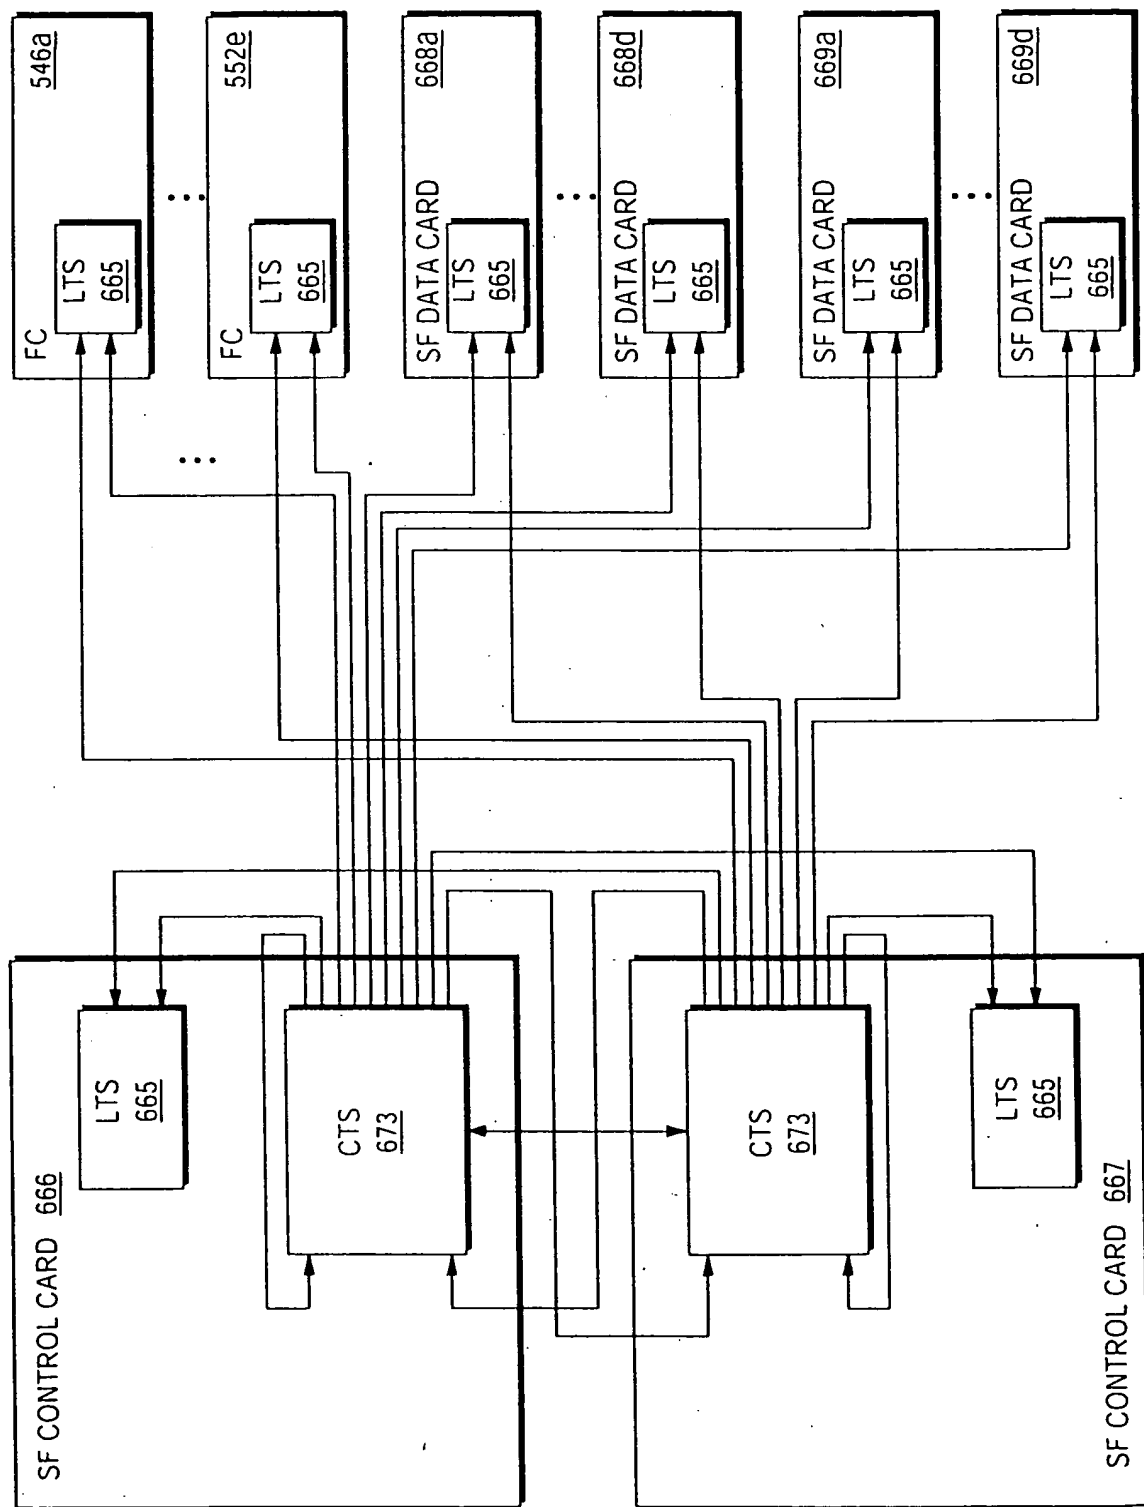 SF CONTROL CARD 666
LTS
665
CTS
673
SF CONTROL CARD 667
CTS
673
LTS
665
FC
546a
LTS
665
...
FC
552e
LTS
665
...
SF DATA CARD
668a
LTS
665
...
SF DATA CARD
668d
LTS
665
SF DATA CARD
669a
LTS
665
...
SF DATA CARD
669d
LTS
665